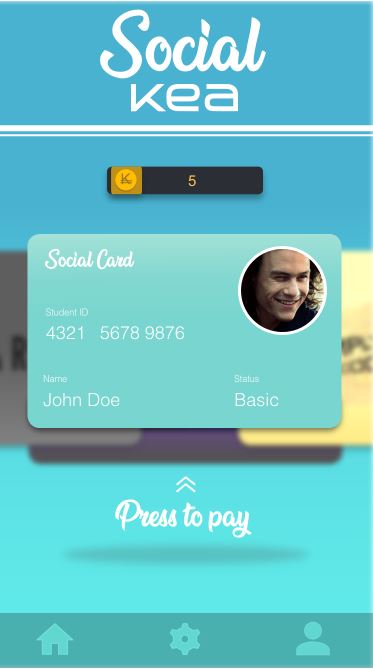 Social
kea
5
Social Card
Student ID
4321 5678 9876
Name Status
John Doe Basic
Press to pay